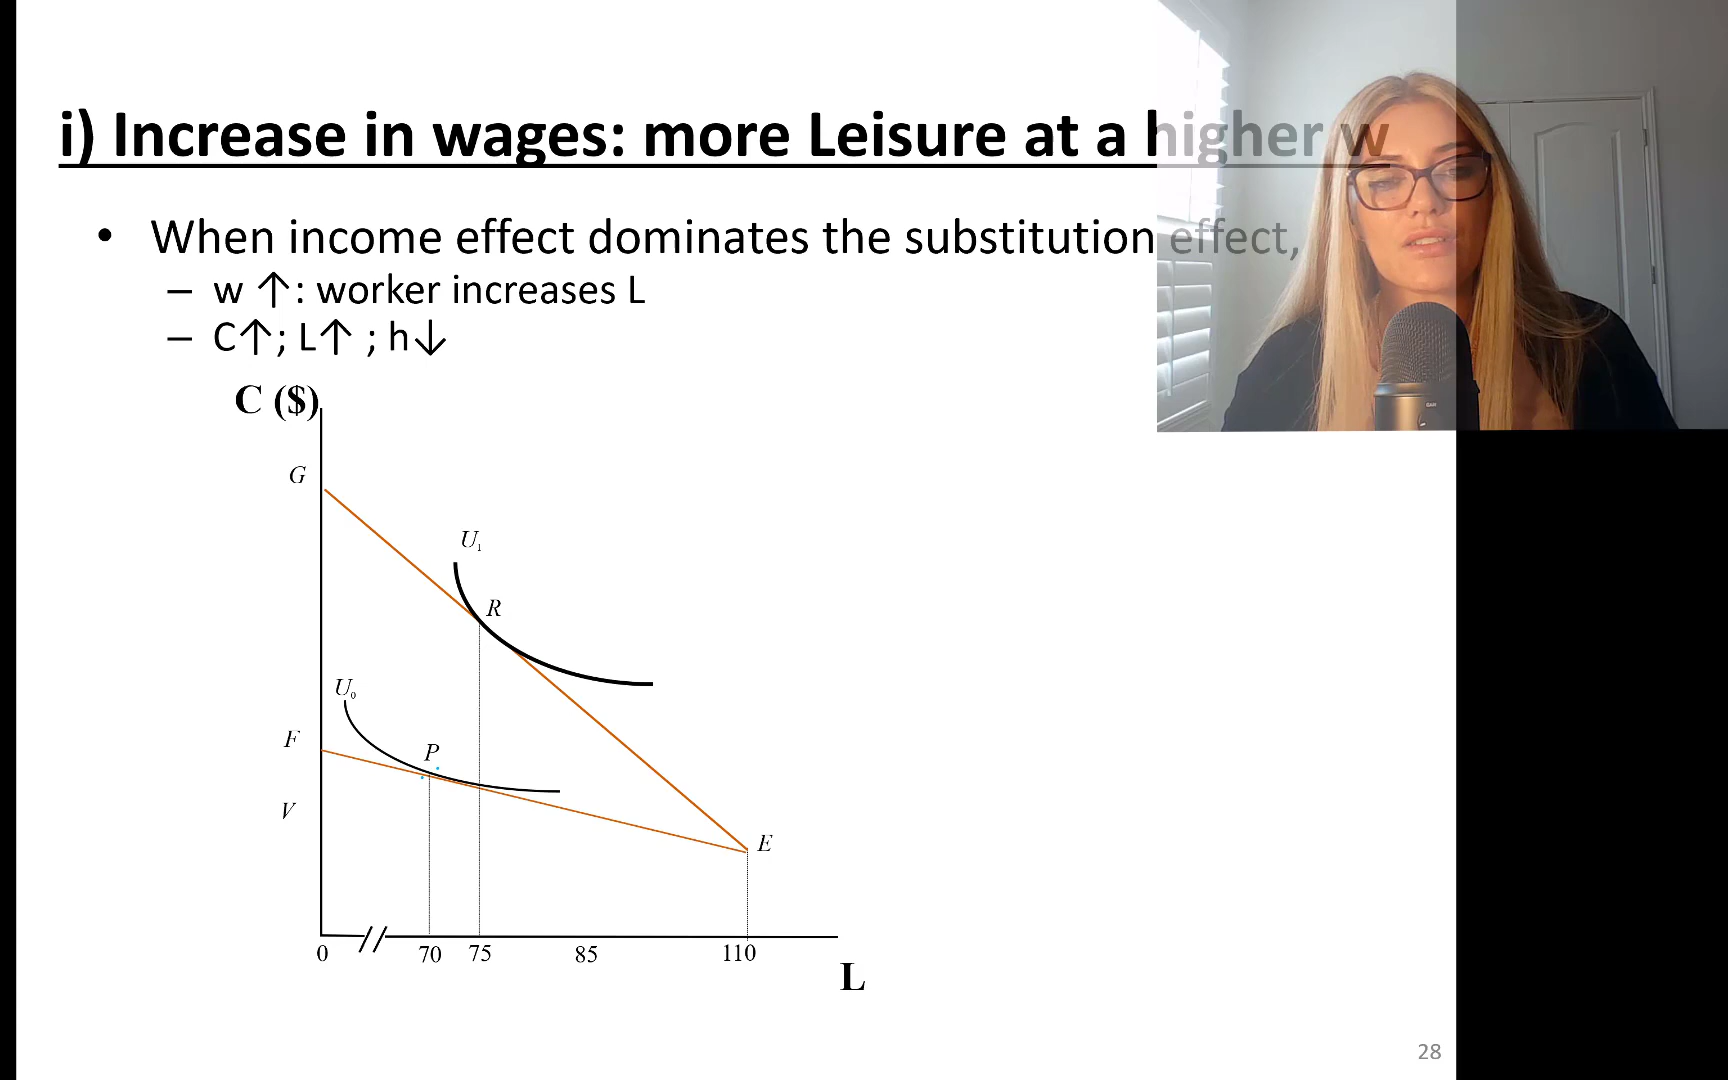 i) Increase in wages: more Leisure at a higher w
• When income effect dominates the substitution effect,
– w ↑: worker increases L
– C↑; L↑ ; h↓
C ($)
G
U₁
R
U₀
F
P
V
E
0 70 75 85 110
L
28